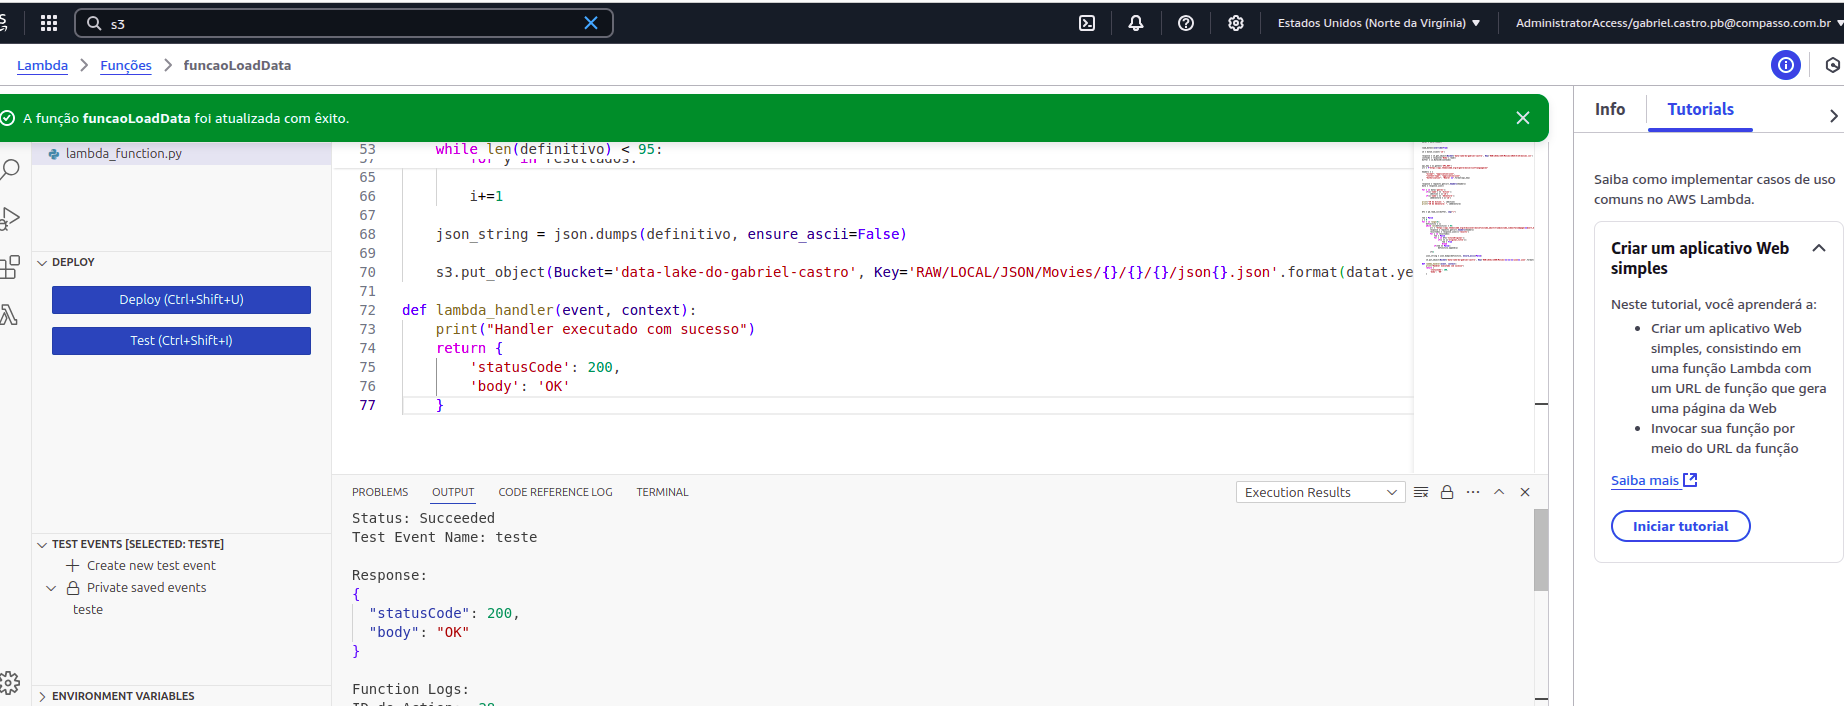 s3
Estados Unidos (Norte da Virgínia)
AdministratorAccess/gabriel.castro.pb@compasso.com.br
Lambda
Funções
funcaoLoadData
A função funcaoLoadData foi atualizada com êxito.
Info
Tutorials
lambda_function.py
DEPLOY
Deploy (Ctrl+Shift+U)
Test (Ctrl+Shift+I)
TEST EVENTS [SELECTED: TESTE]
Create new test event
Private saved events
teste
ENVIRONMENT VARIABLES
53 while len(definitivo) < 95:
57 for y in resultados:
65
66 i+=1
67
68 json_string = json.dumps(definitivo, ensure_ascii=False)
69
70 s3.put_object(Bucket='data-lake-do-gabriel-castro', Key='RAW/LOCAL/JSON/Movies/{}/{}/{}/json{}.json'.format(datat.ye
71
72 def lambda_handler(event, context):
73 print("Handler executado com sucesso")
74 return {
75 'statusCode': 200,
76 'body': 'OK'
77 }
PROBLEMS
OUTPUT
CODE REFERENCE LOG
TERMINAL
Execution Results
Status: Succeeded
Test Event Name: teste
Response:
{
"statusCode": 200,
"body": "OK"
}
Function Logs:
ID do Action: 28
Saiba como implementar casos de uso
comuns no AWS Lambda.
Criar um aplicativo Web
simples
Neste tutorial, você aprenderá a:
• Criar um aplicativo Web
simples, consistindo em
uma função Lambda com
um URL de função que gera
uma página da Web
• Invocar sua função por
meio do URL da função
Saiba mais
Iniciar tutorial